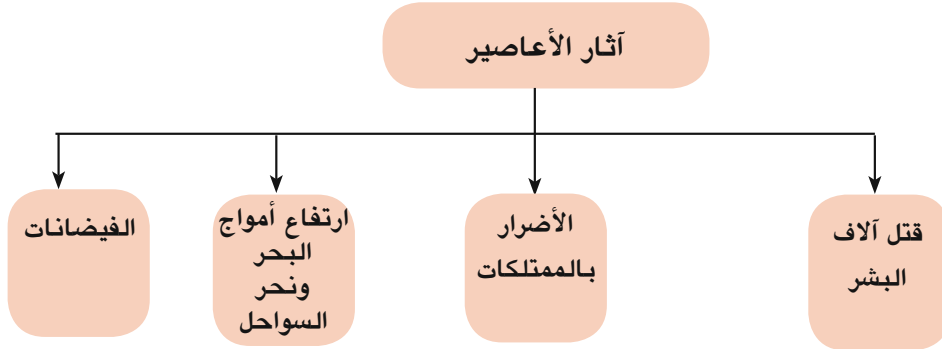 آثار الأعاصير
قتل آلاف
البشر
الأضرار
بالممتلكات
ارتفاع أمواج
البحر
ونحر
السواحل
الفيضانات